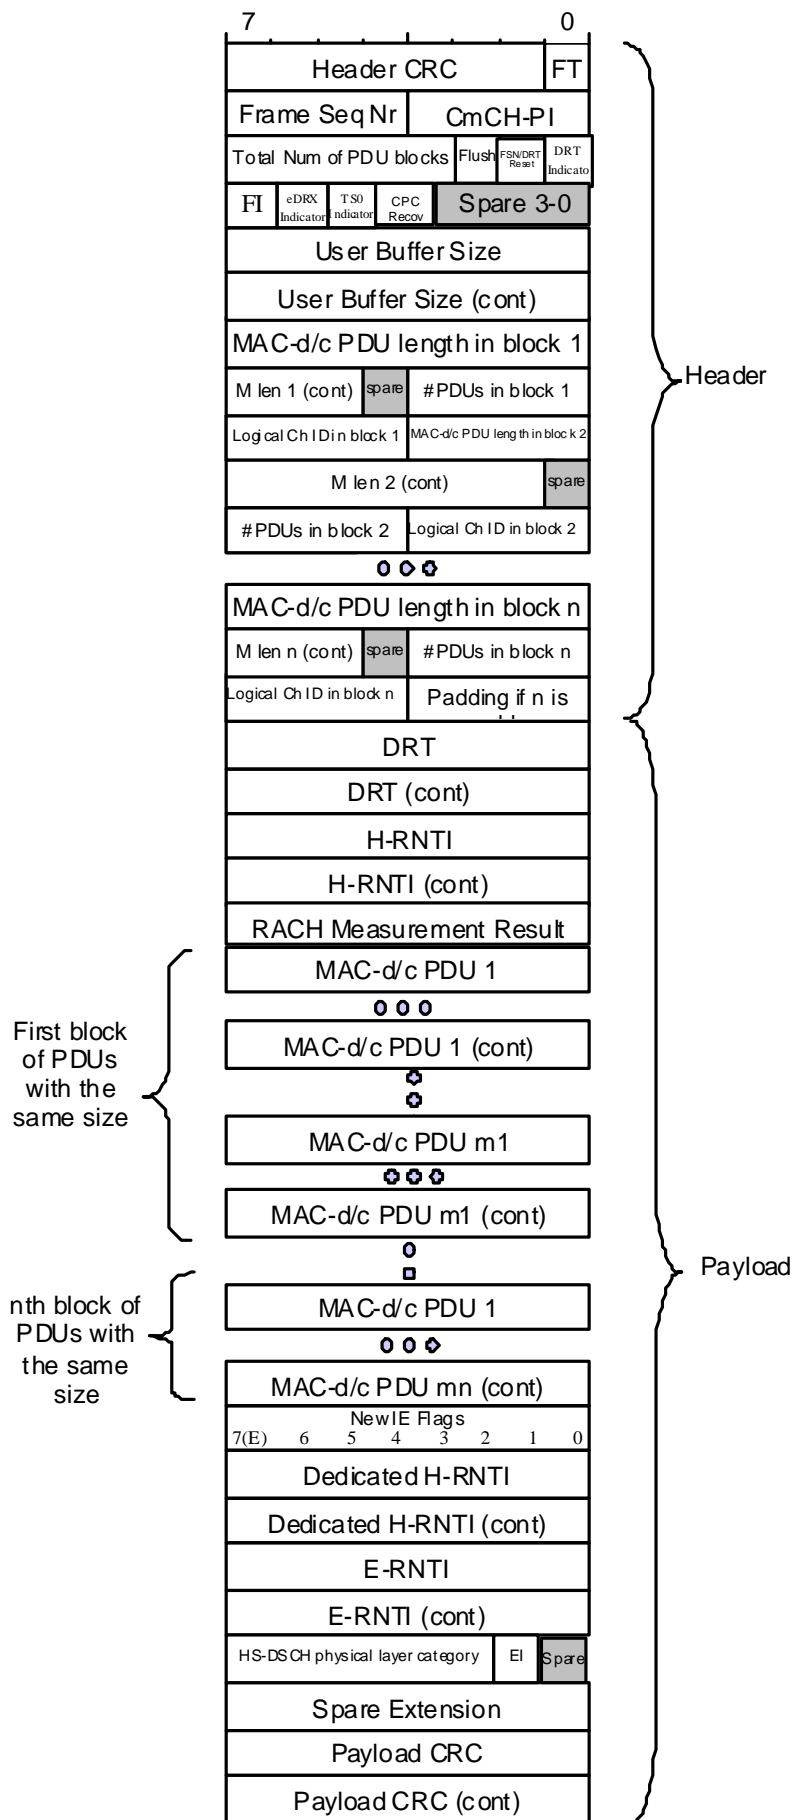 7 0
Header CRC FT
Frame Seq Nr CmCH-PI
Total Num of PDU blocks Flush FSN/DRT Reset DRT Indicato
FI eDRX Indicator TS0 Indicator CPC Recov Spare 3-0
User Buffer Size
User Buffer Size (cont)
MAC-d/c PDU length in block 1
Header
M len 1 (cont) spare #PDUs in block 1
Logical Ch ID in block 1 MAC-d/c PDU length in block 2
M len 2 (cont) spare
#PDUs in block 2 Logical Ch ID in block 2
MAC-d/c PDU length in block n
M len n (cont) spare #PDUs in block n
Logical Ch ID in block n Padding if n is
DRT
DRT (cont)
H-RNTI
H-RNTI (cont)
RACH Measurement Result
MAC-d/c PDU 1
First block
of PDUs
with the
same size
MAC-d/c PDU 1 (cont)
MAC-d/c PDU m1
MAC-d/c PDU m1 (cont)
Payload
nth block of
PDUs with
the same
size
MAC-d/c PDU 1
MAC-d/c PDU mn (cont)
New IE Flags
7(E) 6 5 4 3 2 1 0
Dedicated H-RNTI
Dedicated H-RNTI (cont)
E-RNTI
E-RNTI (cont)
HS-DSCH physical layer category EI Spare
Spare Extension
Payload CRC
Payload CRC (cont)